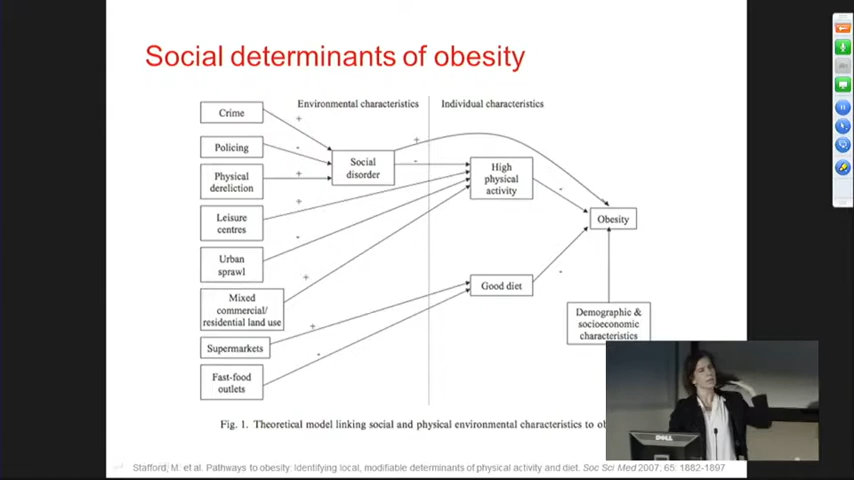 Social determinants of obesity
Environmental characteristics
Individual characteristics
Crime
+
Policing
-
Physical
dereliction
+
Social
disorder
+
-
Leisure
centres
+
Urban
sprawl
-
Mixed
commercial/
residential land use
+
High
physical
activity
-
Obesity
Supermarkets
+
Fast-food
outlets
-
Good diet
-
Demographic &
socioeconomic
characteristics
Fig. 1. Theoretical model linking social and physical environmental characteristics to
DELL
Stafford, M. et al. Pathways to obesity: Identifying local, modifiable determinants of physical activity and diet. Soc Sci Med 2007; 65: 1882-1897